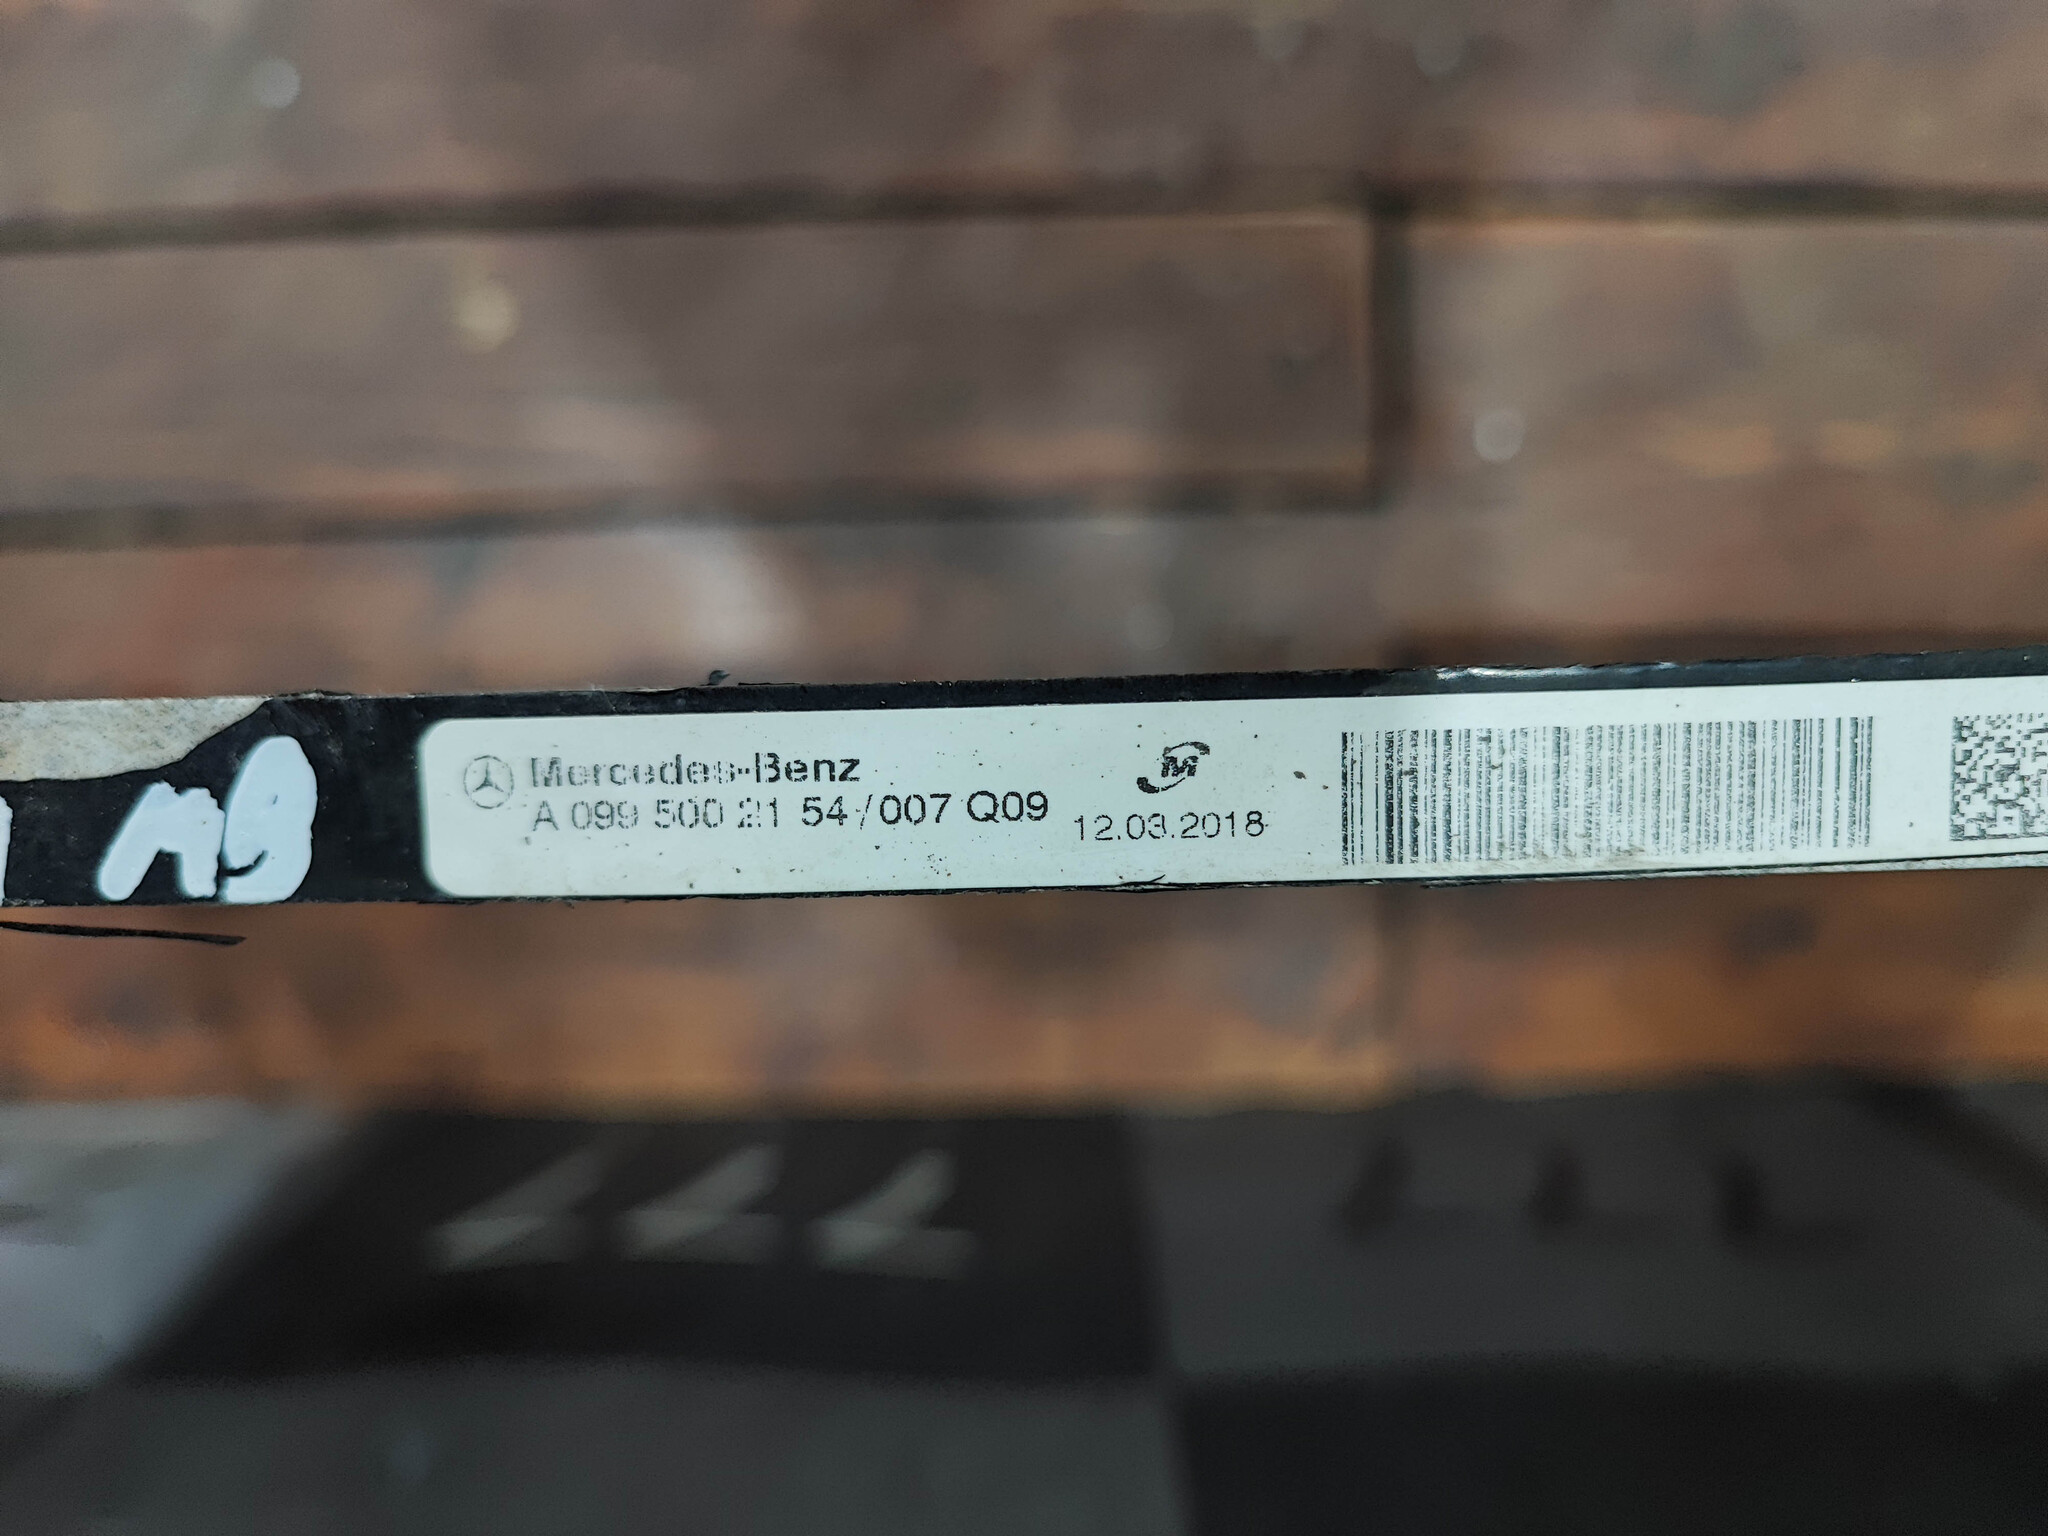 Mercedes-Benz
A 099 500 21 54/007 Q09
M
12.03.2018